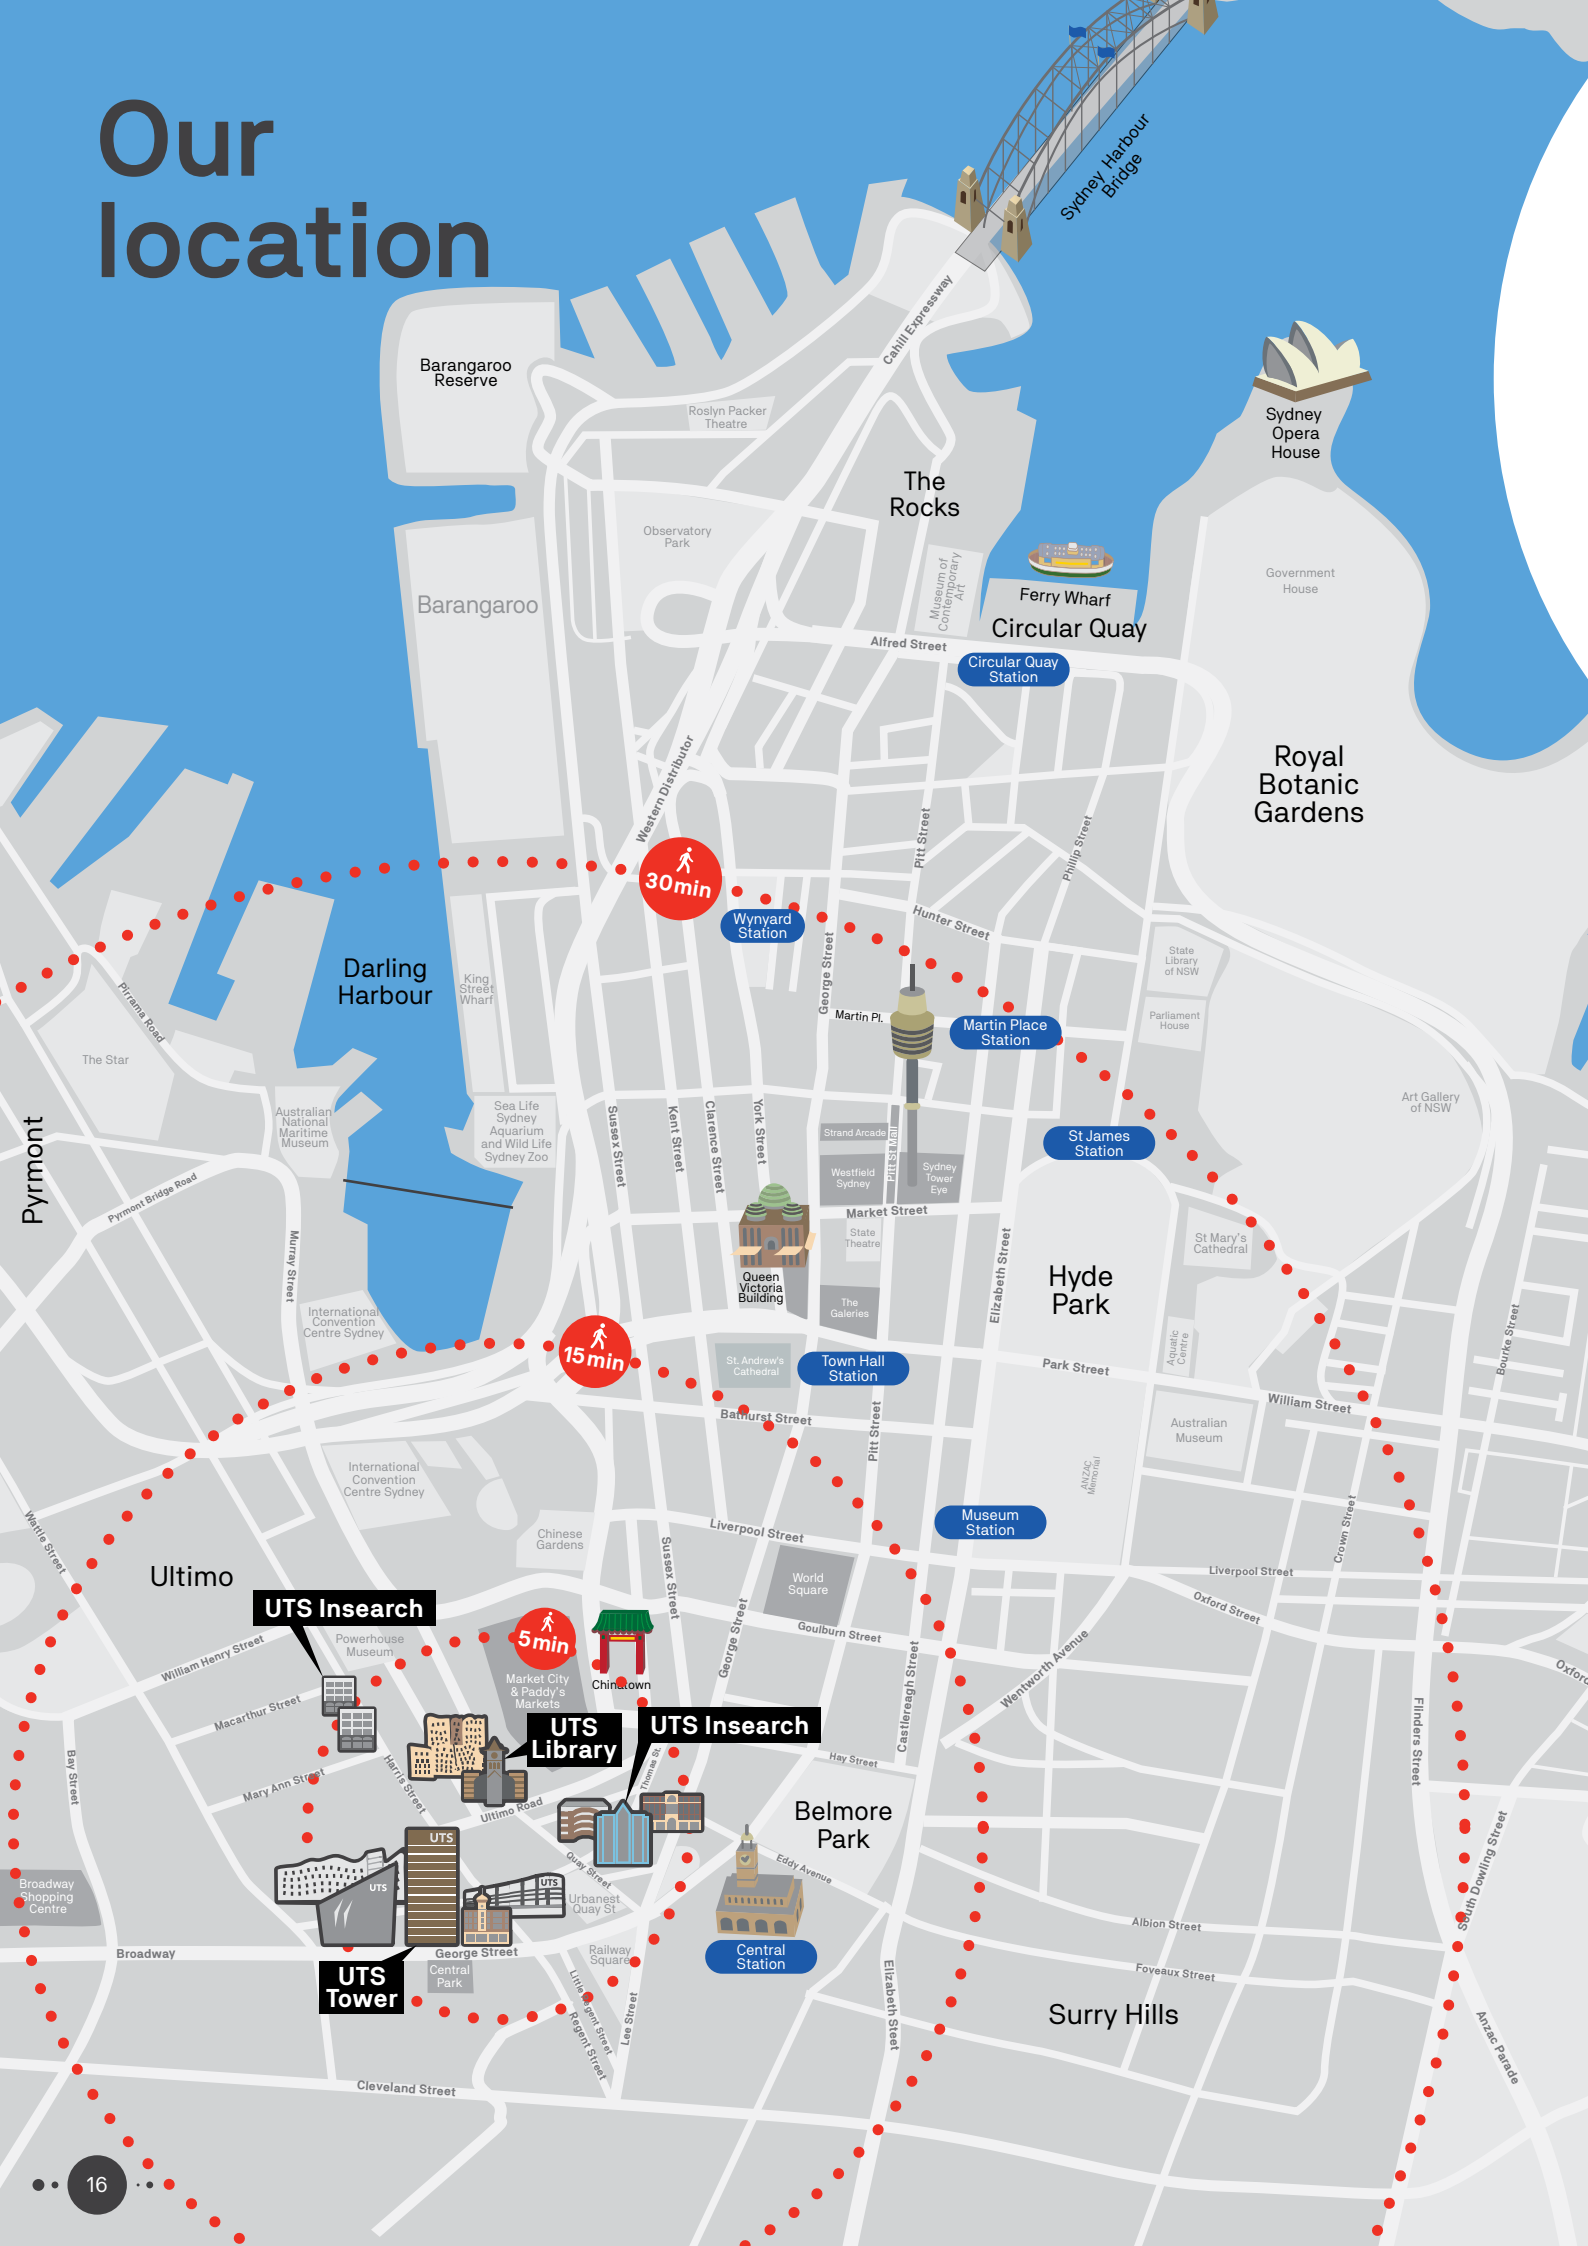 Our
location
Sydney Harbour
Bridge
Cahill Expressway
Barangaroo
Reserve
Roslyn Packer
Theatre
Sydney
Opera
House
The
Rocks
Observatory
Park
Museum of
Contemporary
Art
Ferry Wharf
Circular Quay
Government
House
Barangaroo
Alfred Street
Circular Quay
Station
Western Distributor
Royal
Botanic
Gardens
Pitt Street
Phillip Street
30min
Wynyard
Station
Hunter Street
George Street
State
Library
of NSW
Darling
Harbour
King
Street
Wharf
Pirrama Road
Martin Pl.
Martin Place
Station
Parliament
House
The Star
Art Gallery
of NSW
Pyrmont
Australian
National
Maritime
Museum
Sea Life
Sydney
Aquarium
and Wild Life
Sydney Zoo
Sussex Street
Kent Street
Clarence Street
York Street
Strand Arcade
Pitt St Mall
Westfield
Sydney
Sydney
Tower
Eye
St James
Station
Pyrmont Bridge Road
Market Street
State
Theatre
Murray Street
Elizabeth Street
St Mary's
Cathedral
Queen
Victoria
Building
The
Galeries
Hyde
Park
International
Convention
Centre Sydney
15min
St. Andrew's
Cathedral
Town Hall
Station
Park Street
Aquatic
Centre
Bourke Street
William Street
Bathurst Street
Pitt Street
Australian
Museum
International
Convention
Centre Sydney
ANZAC
Memorial
Wattle Street
Chinese
Gardens
Liverpool Street
Museum
Station
Crown Street
Ultimo
Sussex Street
World
Square
Liverpool Street
UTS Insearch
Oxford Street
Powerhouse
Museum
5min
George Street
Goulburn Street
William Henry Street
Castlereagh Street
Wentworth Avenue
Oxford
Market City
& Paddy's
Markets
Chinatown
Macarthur Street
UTS
Library
UTS Insearch
Flinders Street
Bay Street
Mary Ann Street
Harris Street
Thomas St.
Hay Street
Ultimo Road
Belmore
Park
UTS
UTS
UTS
Quay Street
Eddy Avenue
South Dowling Street
Broadway
Shopping
Centre
Urbanest
Quay St
Albion Street
Broadway
George Street
Railway
Square
Central
Station
Central
Park
UTS
Tower
Little Regent Street
Regent Street
Lee Street
Elizabeth Steet
Foveaux Street
Surry Hills
Anzac Parade
Cleveland Street
16